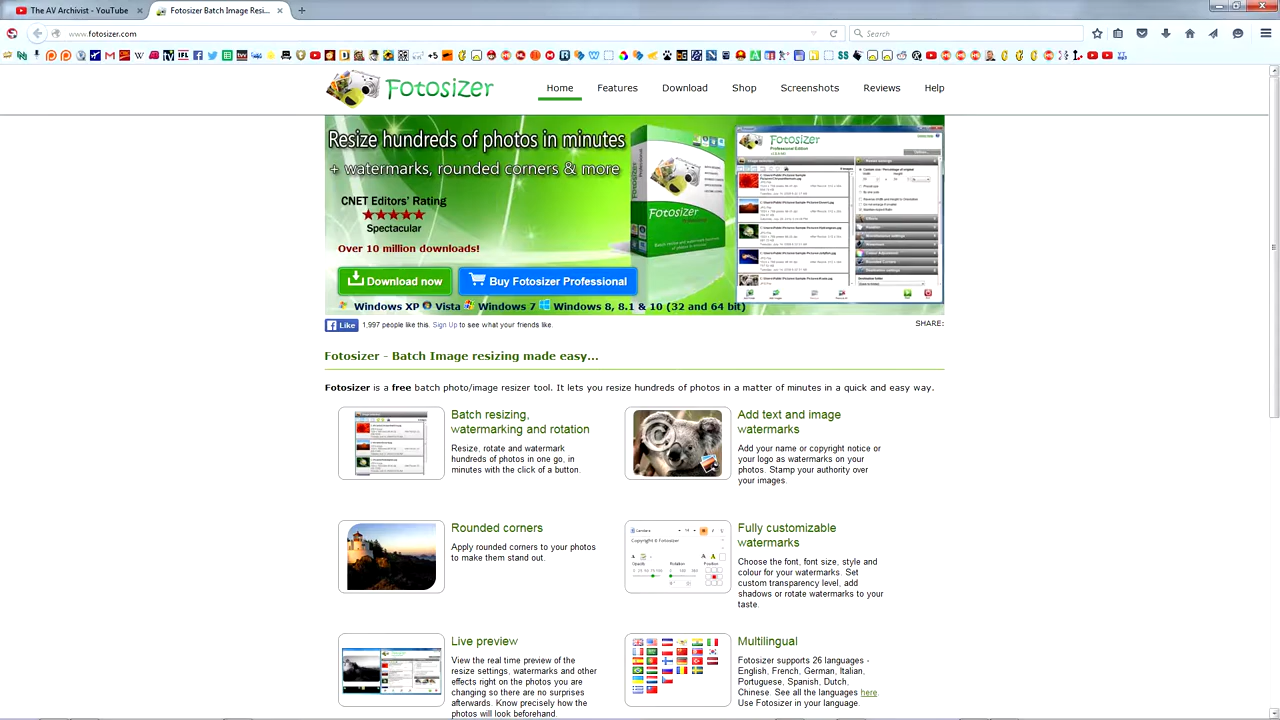 The AV Archivist - YouTube
Fotosizer Batch Image Resi...
www.fotosizer.com
Search
Fotosizer
Home
Features
Download
Shop
Screenshots
Reviews
Help
Resize hundreds of photos in minutes
+ watermarks, rounded corners &
CNET Editors' Rating
Spectacular
Over 10 million downloads!
Download now
Buy Fotosizer Professional
Windows XP
Vista
Windows 7
Windows 8, 8.1 & 10 (32 and 64 bit)
Fotosizer
Fotosizer
Professional Edition
Like
1,997 people like this. Sign Up to see what your friends like.
SHARE:
Fotosizer - Batch Image resizing made easy...
Fotosizer is a free batch photo/image resizer tool. It lets you resize hundreds of photos in a matter of minutes in a quick and easy way.
Batch resizing,
watermarking and rotation
Resize, rotate and watermark
hundreds of photos in one go, in
minutes with the click of a button.
Add text and image
watermarks
Add your name or copyright notice or
your logo as watermarks on your
photos. Stamp your authority over
your images.
Rounded corners
Apply rounded corners to your photos
to make them stand out.
Fully customizable
watermarks
Choose the font, font size, style and
colour for your watermarks. Set
custom transparency level, add
shadows or rotate watermarks to your
taste.
Live preview
View the real time preview of the
resize settings, watermarks and other
effects right on the photos you are
changing so there are no surprises
afterwards. Know precisely how the
photos will look beforehand.
Multilingual
Fotosizer supports 26 languages -
English, French, German, Italian,
Portuguese, Spanish, Dutch,
Chinese. See all the languages here.
Use Fotosizer in your language.